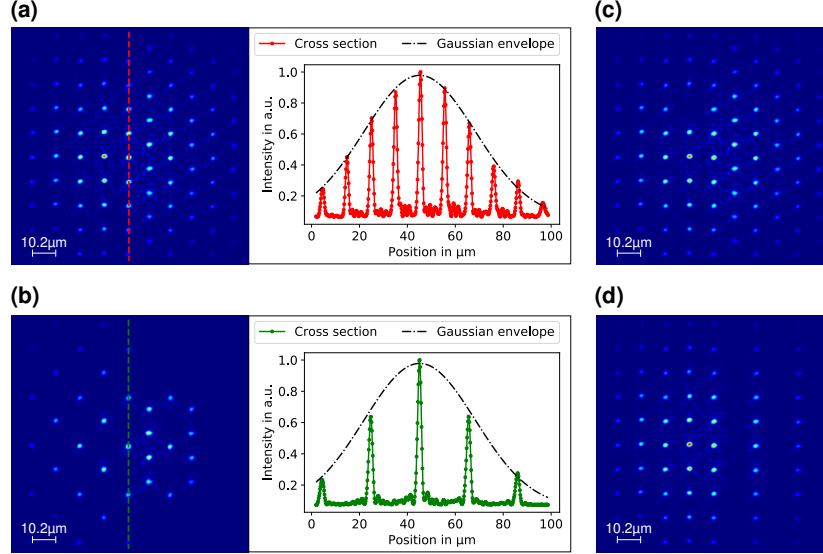 (a)
10.2µm
Cross section
Gaussian envelope
Intensity in a.u.
1.0
0.8
0.6
0.4
0.2
0 20 40 60 80 100
Position in µm
(c)
10.2µm
(b)
10.2µm
Cross section
Gaussian envelope
Intensity in a.u.
1.0
0.8
0.6
0.4
0.2
0 20 40 60 80 100
Position in µm
(d)
10.2µm